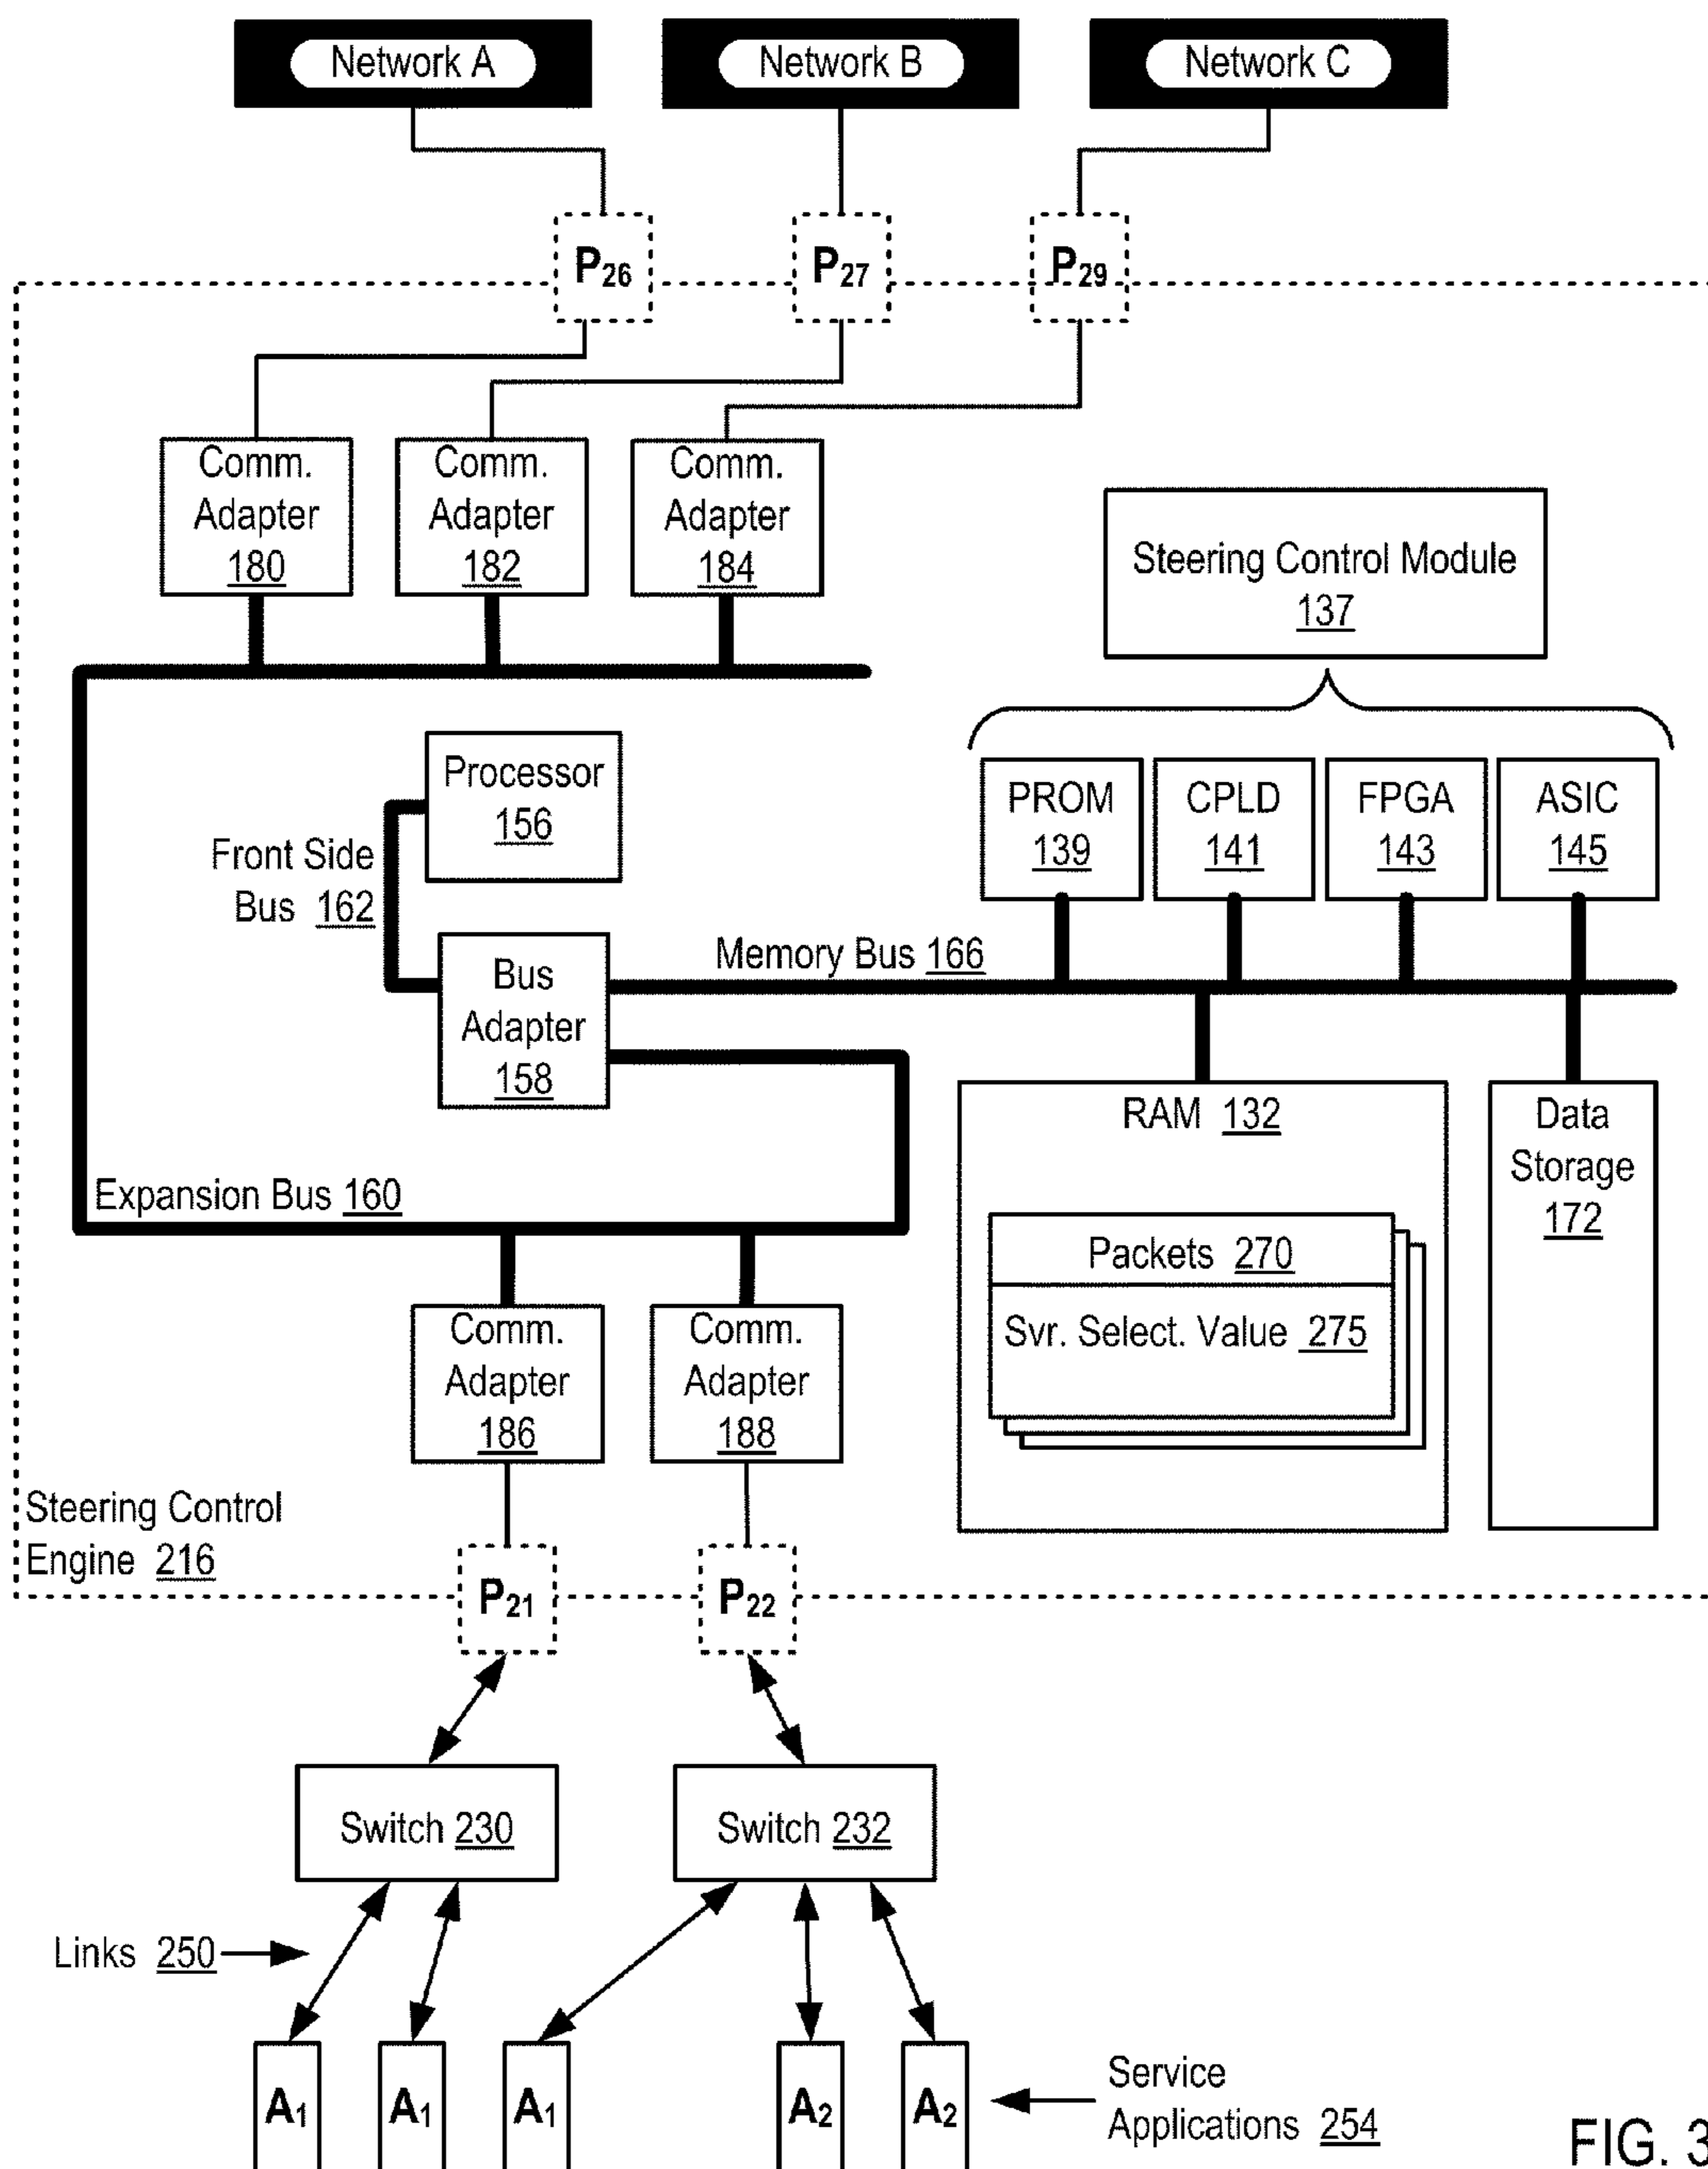 Network A
Network B
Network C
P26
P27
P29
Comm.
Adapter
180
Comm.
Adapter
182
Comm.
Adapter
184
Steering Control Module
137
Processor
156
PROM
139
CPLD
141
FPGA
143
ASIC
145
Front Side
Bus 162
Bus
Adapter
158
Memory Bus 166
RAM 132
Data
Storage
172
Expansion Bus 160
Packets 270
Svr. Select. Value 275
Comm.
Adapter
186
Comm.
Adapter
188
Steering Control
Engine 216
P21
P22
Switch 230
Switch 232
Links 250
A1
A1
A1
A2
A2
Service
Applications 254
FIG. 3